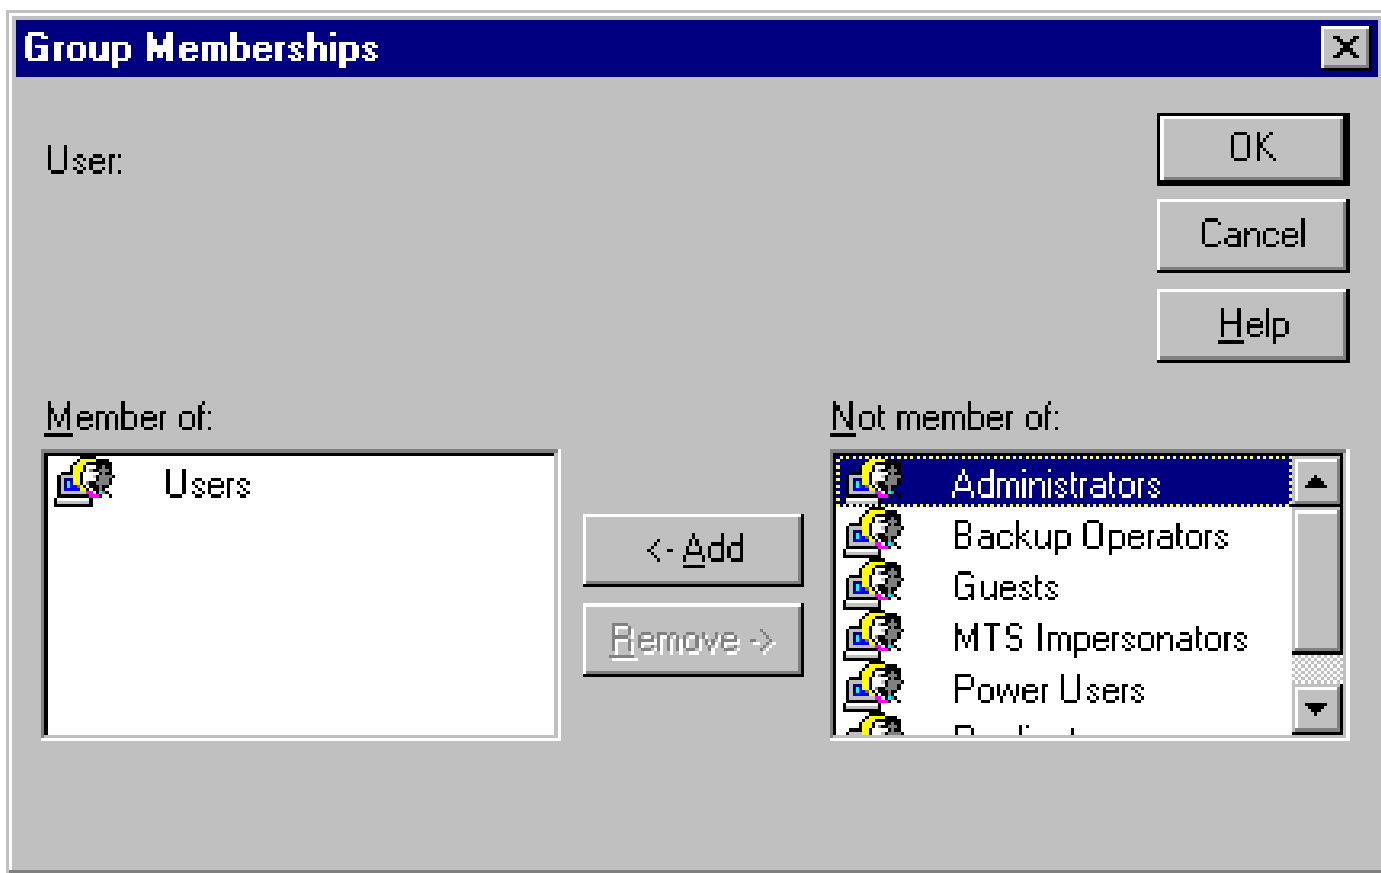 Group Memberships
User:
OK
Cancel
Help
Member of:
Users
<- Add
Remove ->
Not member of:
Administrators
Backup Operators
Guests
MTS Impersonators
Power Users